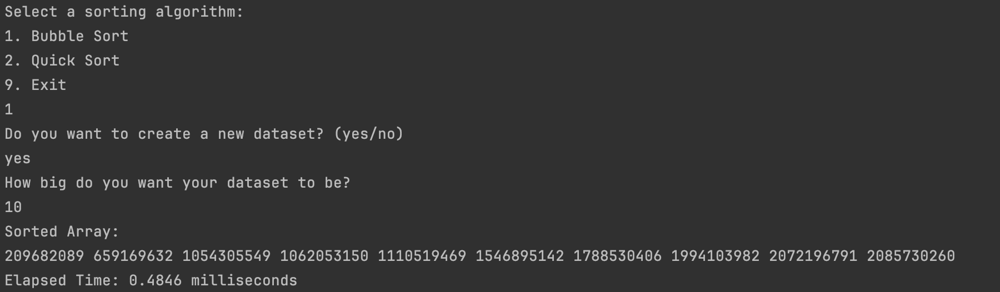 Select a sorting algorithm:
1. Bubble Sort
2. Quick Sort
9. Exit
1
Do you want to create a new dataset? (yes/no)
yes
How big do you want your dataset to be?
10
Sorted Array:
209682089 659169632 1054305549 1062053150 1110519469 1546895142 1788530406 1994103982 2072196791 2085730260
Elapsed Time: 0.4846 milliseconds